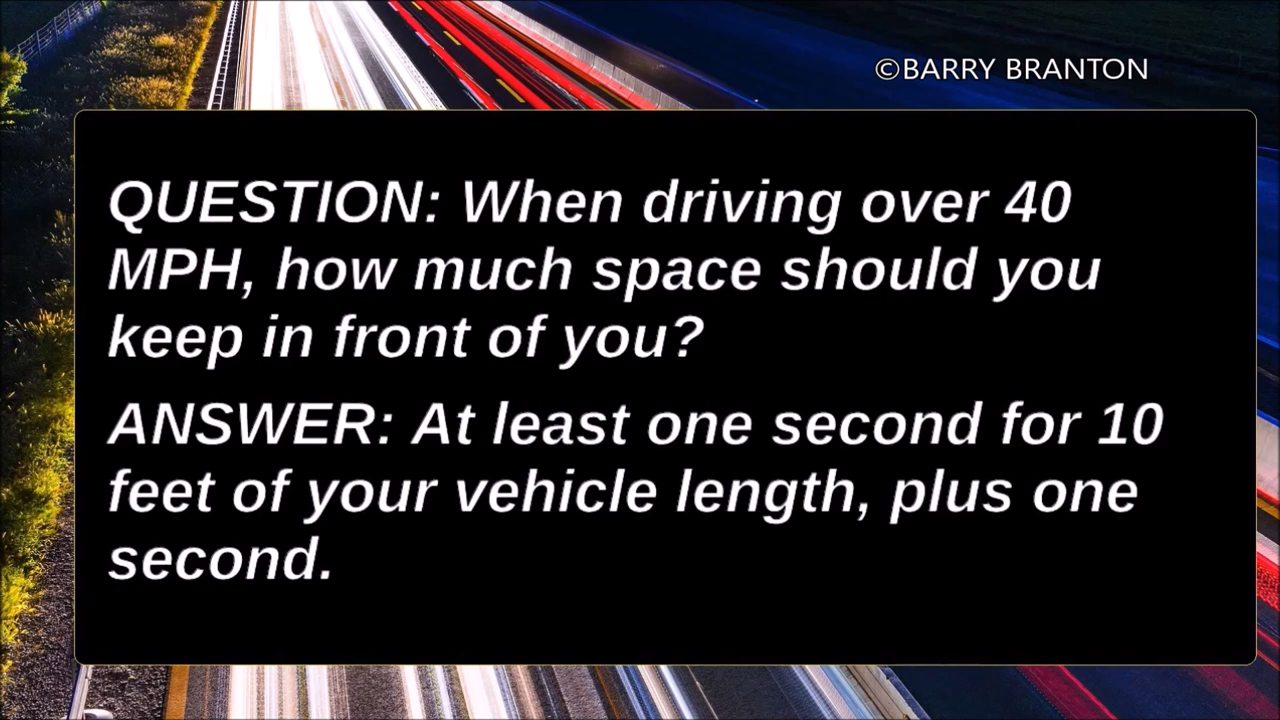 ©BARRY BRANTON
QUESTION: When driving over 40
MPH, how much space should you
keep in front of you?
ANSWER: At least one second for 10
feet of your vehicle length, plus one
second.